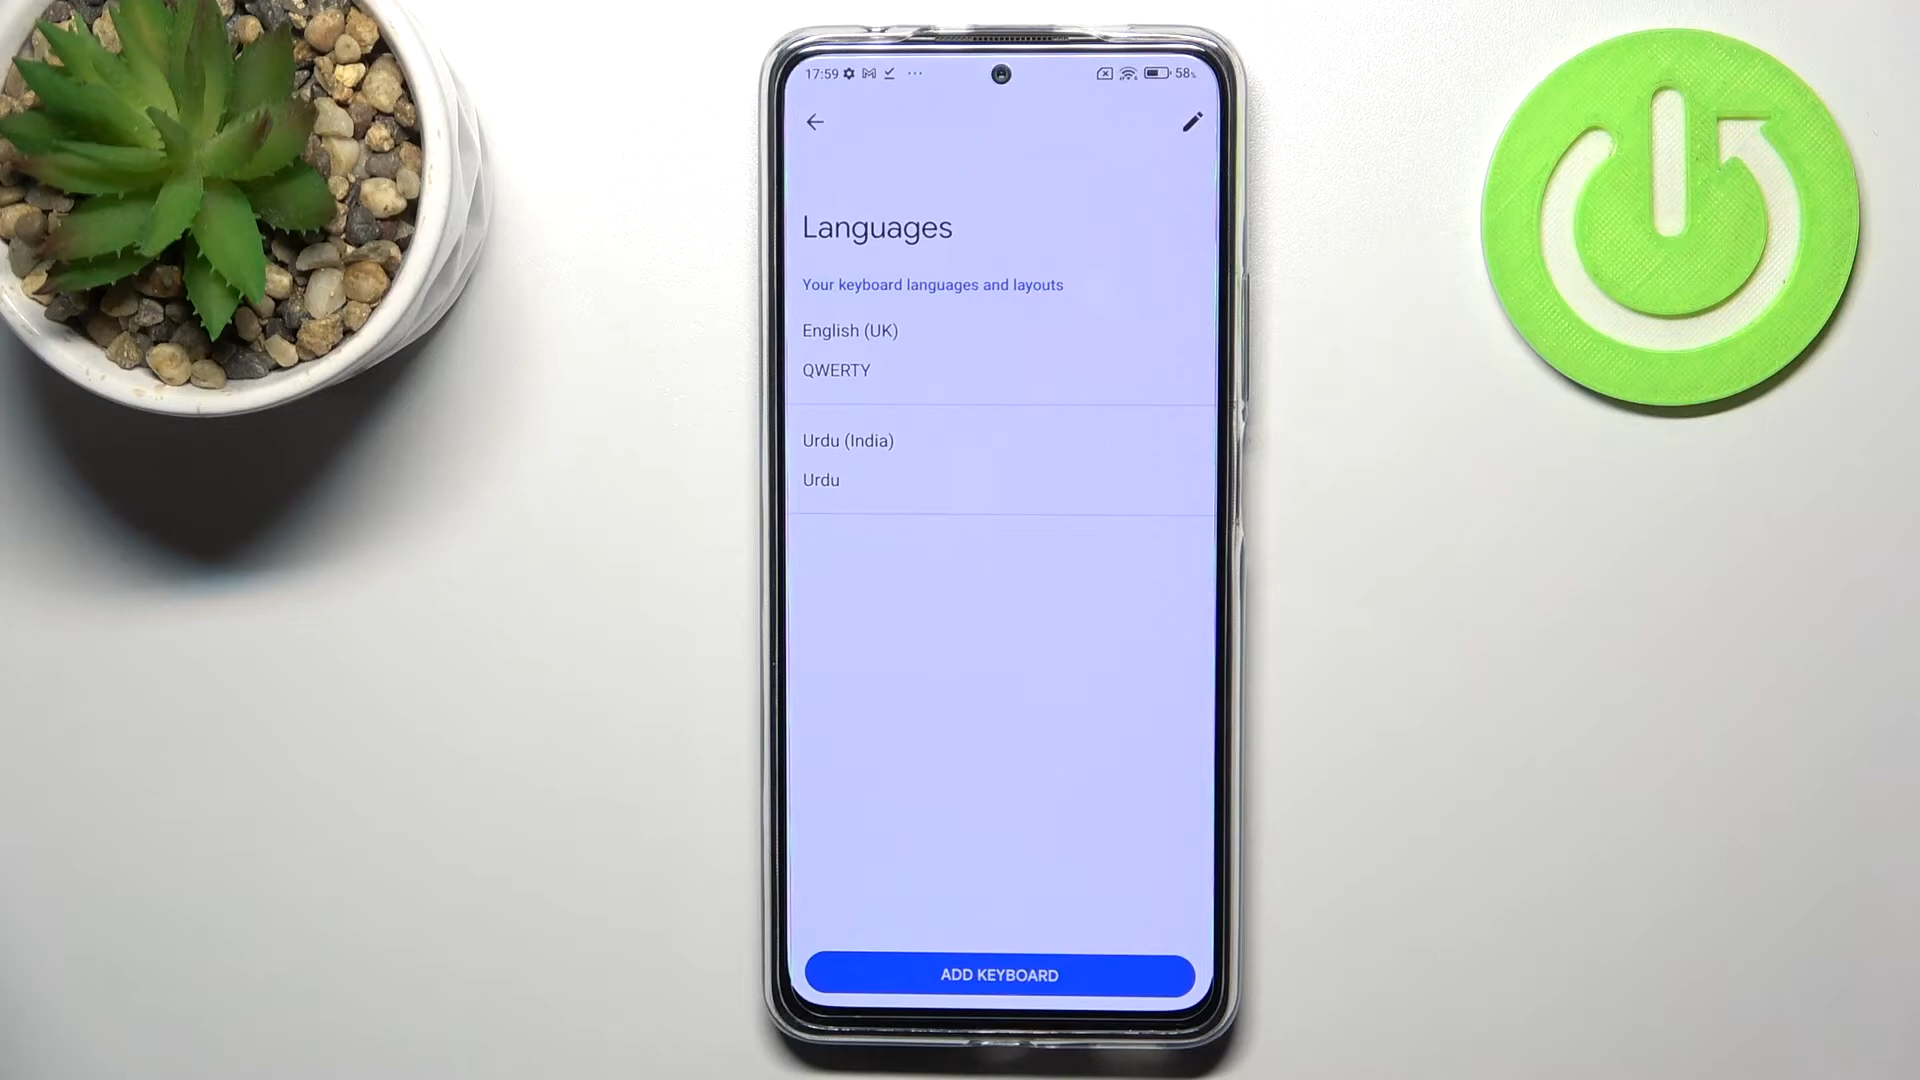 17:59 58%
Languages
Your keyboard languages and layouts
English (UK)
QWERTY
Urdu (India)
Urdu
ADD KEYBOARD